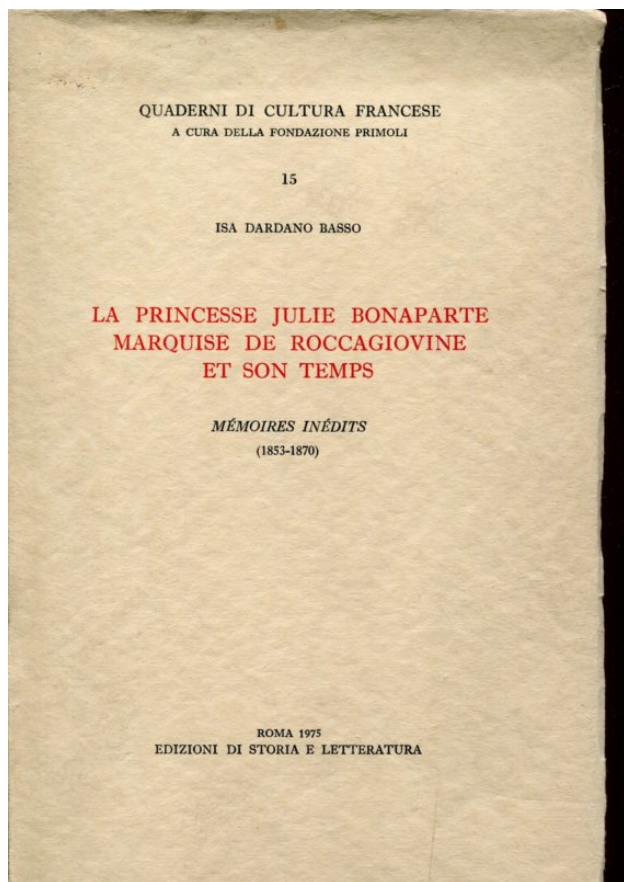 QUADERNI DI CULTURA FRANCESE
A CURA DELLA FONDAZIONE PRIMOLI
15
ISA DARDANO BASSO
LA PRINCESSE JULIE BONAPARTE
MARQUISE DE ROCCAGIOVINE
ET SON TEMPS
MÉMOIRES INÉDITS
(1853-1870)
ROMA 1975
EDIZIONI DI STORIA E LETTERATURA